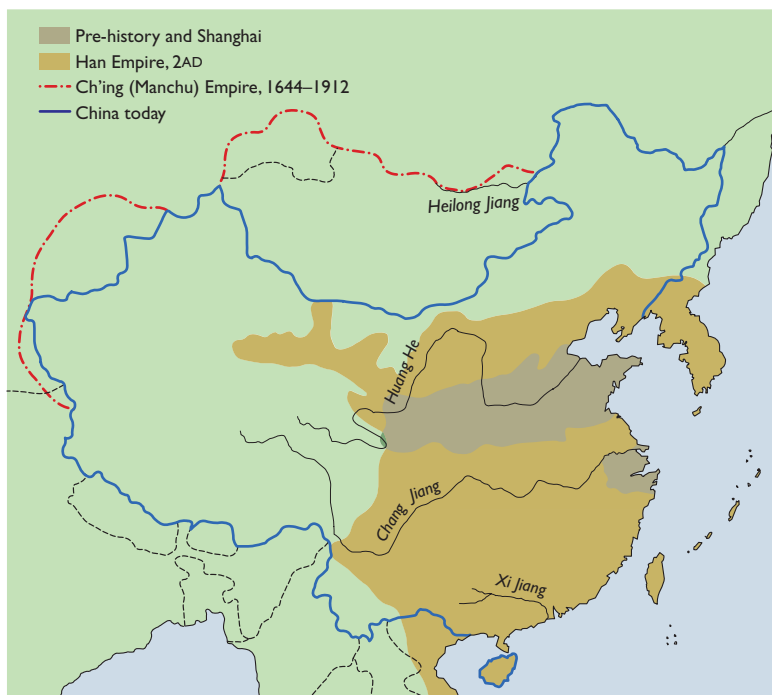 Pre-history and Shanghai
Han Empire, 2AD
Ch'ing (Manchu) Empire, 1644–1912
China today
Heilong Jiang
Huang He
Chang Jiang
Xi Jiang